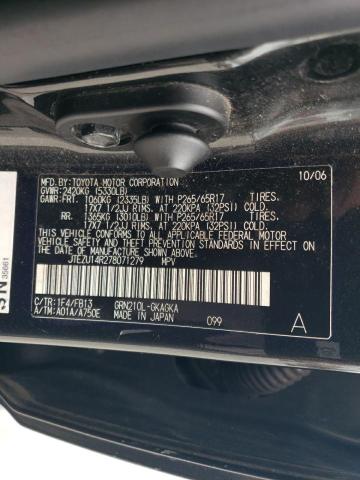 MFD. BY: TOYOTA MOTOR CORPORATION 10/06
GVWR: 2420KG (5330LB)
GAWR: FRT. 1060KG (2335LB) WITH P265/65R17 TIRES,
17X7 1/2JJ RIMS, AT 220KPA (32PSI) COLD.
RR. 1365KG (3010LB) WITH P265/65R17 TIRES,
17X7 1/2JJ RIMS, AT 220KPA (32PSI) COLD.
THIS VEHICLE CONFORMS TO ALL APPLICABLE FEDERAL MOTOR
VEHICLE SAFETY STANDARDS IN EFFECT ON THE DATE OF
MANUFACTURE SHOWN ABOVE.
JTEZU14R278071279 MPV
C/TR: 1F4/FB13 GRN210L-GKAGKA
A/TM: A01A/A750E MADE IN JAPAN 099 A
35661